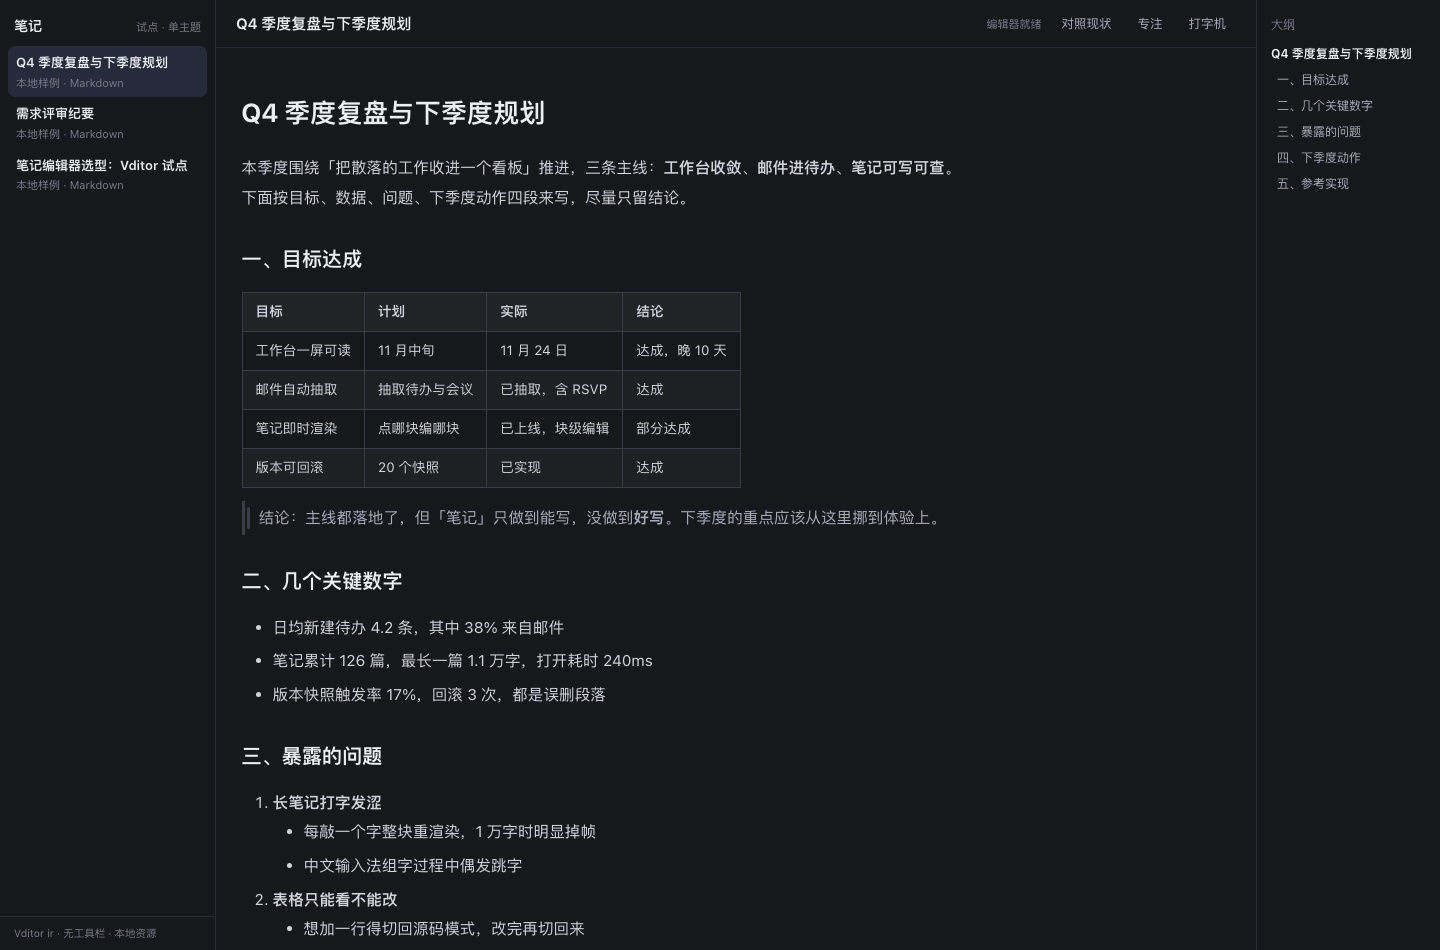 笔记
试点 · 单主题
Q4 季度复盘与下季度规划
本地样例 · Markdown
需求评审纪要
本地样例 · Markdown
笔记编辑器选型：Vditor 试点
本地样例 · Markdown
Vditor ir · 无工具栏 · 本地资源
Q4 季度复盘与下季度规划
编辑器就绪 对照现状 专注 打字机
Q4 季度复盘与下季度规划
本季度围绕「把散落的工作收进一个看板」推进，三条主线：工作台收敛、邮件进待办、笔记可写可查。
下面按目标、数据、问题、下季度动作四段来写，尽量只留结论。
一、目标达成
目标 计划 实际 结论
工作台一屏可读 11 月中旬 11 月 24 日 达成，晚 10 天
邮件自动抽取 抽取待办与会议 已抽取，含 RSVP 达成
笔记即时渲染 点哪块编哪块 已上线，块级编辑 部分达成
版本可回滚 20 个快照 已实现 达成
结论：主线都落地了，但「笔记」只做到能写，没做到好写。下季度的重点应该从这里挪到体验上。
二、几个关键数字
• 日均新建待办 4.2 条，其中 38% 来自邮件
• 笔记累计 126 篇，最长一篇 1.1 万字，打开耗时 240ms
• 版本快照触发率 17%，回滚 3 次，都是误删段落
三、暴露的问题
1. 长笔记打字发涩
• 每敲一个字整块重渲染，1 万字时明显掉帧
• 中文输入法组字过程中偶发跳字
2. 表格只能看不能改
• 想加一行得切回源码模式，改完再切回来
大纲
Q4 季度复盘与下季度规划
一、目标达成
二、几个关键数字
三、暴露的问题
四、下季度动作
五、参考实现